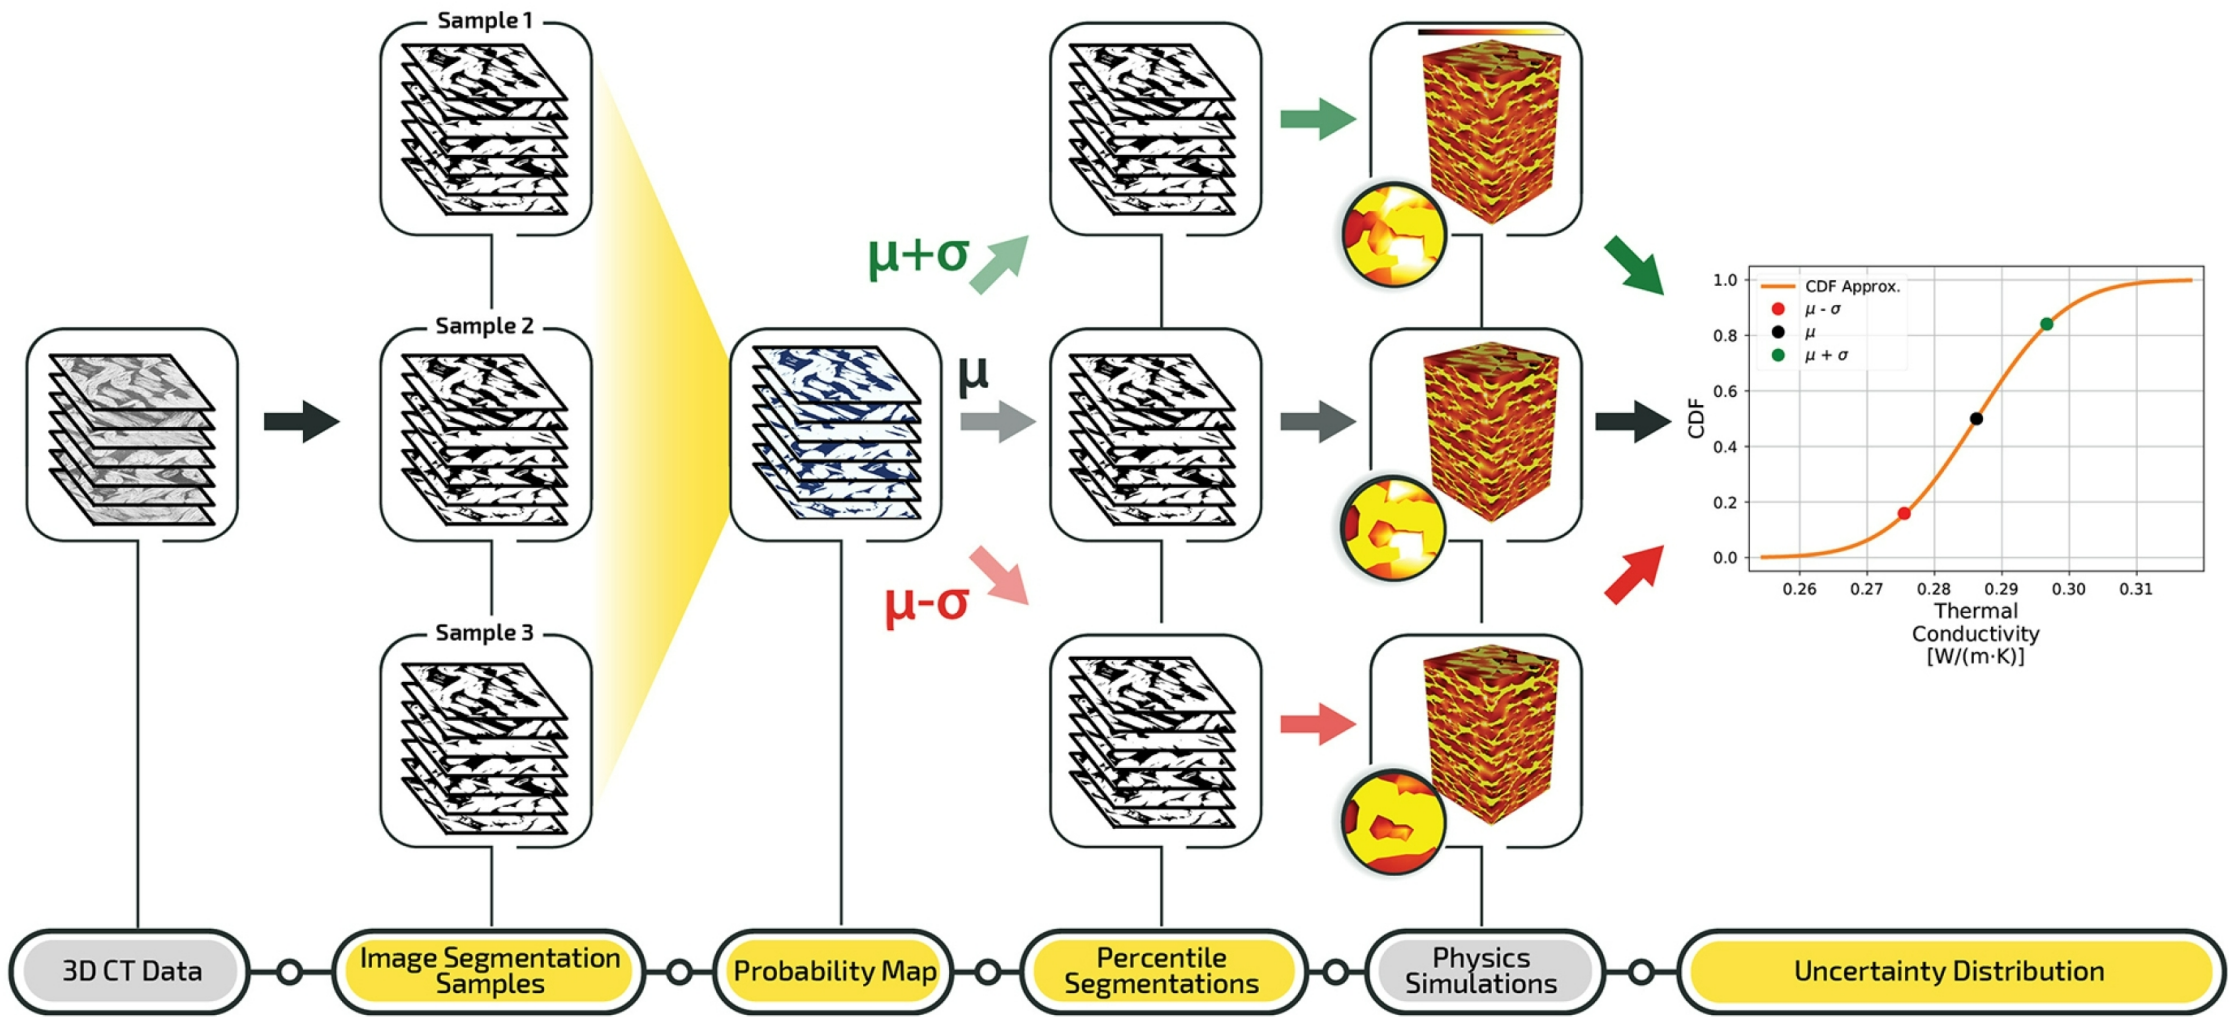 Sample 1
Sample 2
Sample 3
μ+σ
μ
μ-σ
CDF Approx.
μ - σ
μ
μ + σ
1.0
0.8
0.6
0.4
0.2
0.0
CDF
0.26 0.27 0.28 0.29 0.30 0.31
Thermal
Conductivity
[W/(m·K)]
3D CT Data
Image Segmentation
Samples
Probability Map
Percentile
Segmentations
Physics
Simulations
Uncertainty Distribution